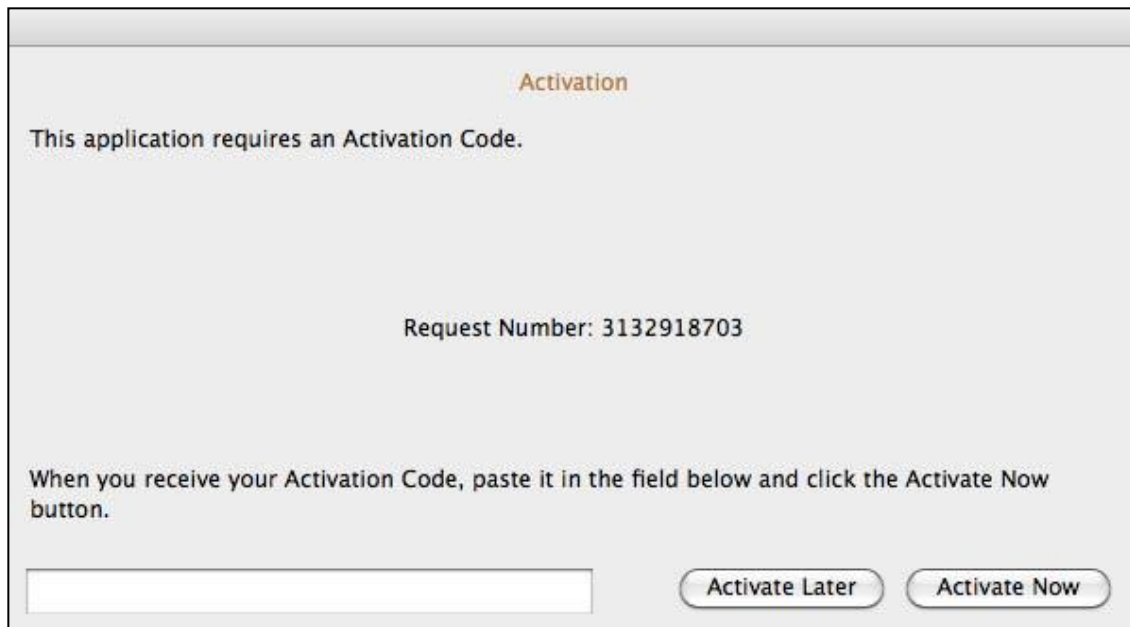 Activation
This application requires an Activation Code.
Request Number: 3132918703
When you receive your Activation Code, paste it in the field below and click the Activate Now
button.
Activate Later Activate Now